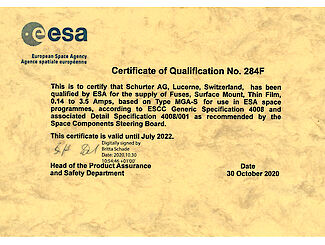 esa
European Space Agency
Agence spatiale européenne
Certificate of Qualification No. 284F
This is to certify that Schurter AG, Lucerne, Switzerland, has been
qualified by ESA for the supply of Fuses, Surface Mount, Thin Film,
0.14 to 3.5 Amps, based on Type MGA-S for use in ESA space
programmes, according to ESCC Generic Specification 4008 and
associated Detail Specification 4008/001 as recommended by the
Space Components Steering Board.
This certificate is valid until July 2022.
Digitally signed by
Britta Schade
Date: 2020.10.30
10:54:44 +01'00'
Head of the Product Assurance
and Safety Department
Date
30 October 2020